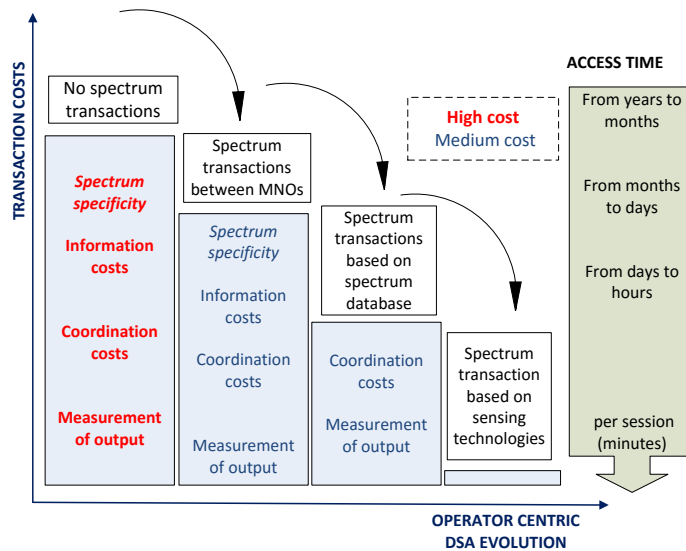 TRANSACTION COSTS
No spectrum
transactions
Spectrum
specificity
Information
costs
Coordination
costs
Measurement
of output
Spectrum
transactions
between MNOs
Spectrum
specificity
Information
costs
Coordination
costs
Measurement
of output
Spectrum
transactions
based on
spectrum
database
Coordination
costs
Measurement
of output
Spectrum
transaction
based on
sensing
technologies
High cost
Medium cost
ACCESS TIME
From years to
months
From months
to days
From days to
hours
per session
(minutes)
OPERATOR CENTRIC
DSA EVOLUTION